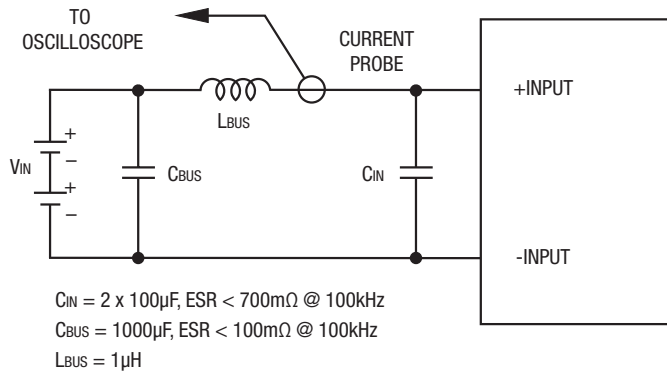 TO
OSCILLOSCOPE
CURRENT
PROBE
+INPUT
LBUS
+
VIN
−
+
−
CBUS
CIN
-INPUT
CIN = 2 x 100µF, ESR < 700mΩ @ 100kHz
CBUS = 1000µF, ESR < 100mΩ @ 100kHz
LBUS = 1µH